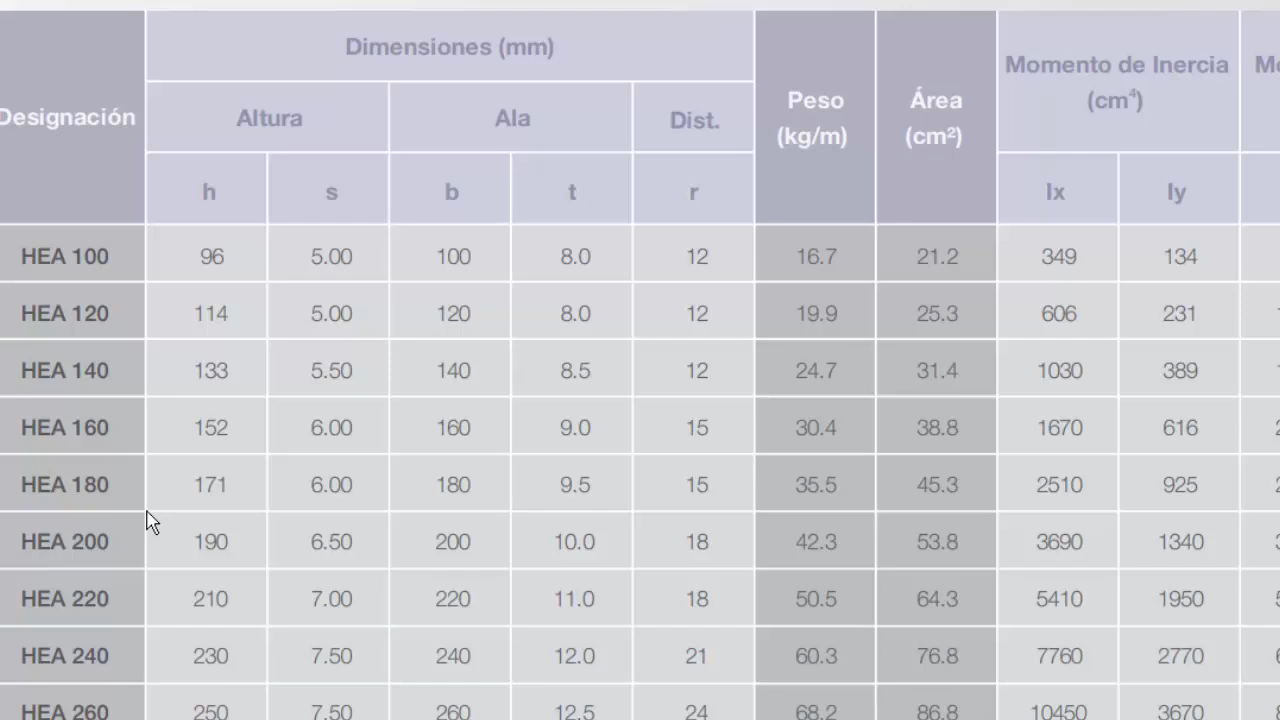 Dimensiones (mm)
Momento de Inercia
(cm⁴)
Designación
Altura
Ala
Dist.
Peso
(kg/m)
Área
(cm²)
h s b t r Ix Iy
HEA 100 96 5.00 100 8.0 12 16.7 21.2 349 134
HEA 120 114 5.00 120 8.0 12 19.9 25.3 606 231
HEA 140 133 5.50 140 8.5 12 24.7 31.4 1030 389
HEA 160 152 6.00 160 9.0 15 30.4 38.8 1670 616
HEA 180 171 6.00 180 9.5 15 35.5 45.3 2510 925
HEA 200 190 6.50 200 10.0 18 42.3 53.8 3690 1340
HEA 220 210 7.00 220 11.0 18 50.5 64.3 5410 1950
HEA 240 230 7.50 240 12.0 21 60.3 76.8 7760 2770
HEA 260 250 7.50 260 12.5 24 68.2 86.8 10450 3670